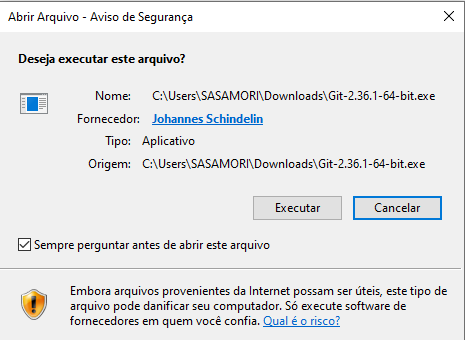 Abrir Arquivo - Aviso de Segurança
Deseja executar este arquivo?
Nome: C:\Users\SASAMORI\Downloads\Git-2.36.1-64-bit.exe
Fornecedor: Johannes Schindelin
Tipo: Aplicativo
Origem: C:\Users\SASAMORI\Downloads\Git-2.36.1-64-bit.exe
Executar Cancelar
Sempre perguntar antes de abrir este arquivo
Embora arquivos provenientes da Internet possam ser úteis, este tipo de
arquivo pode danificar seu computador. Só execute software de
fornecedores em quem você confia. Qual é o risco?